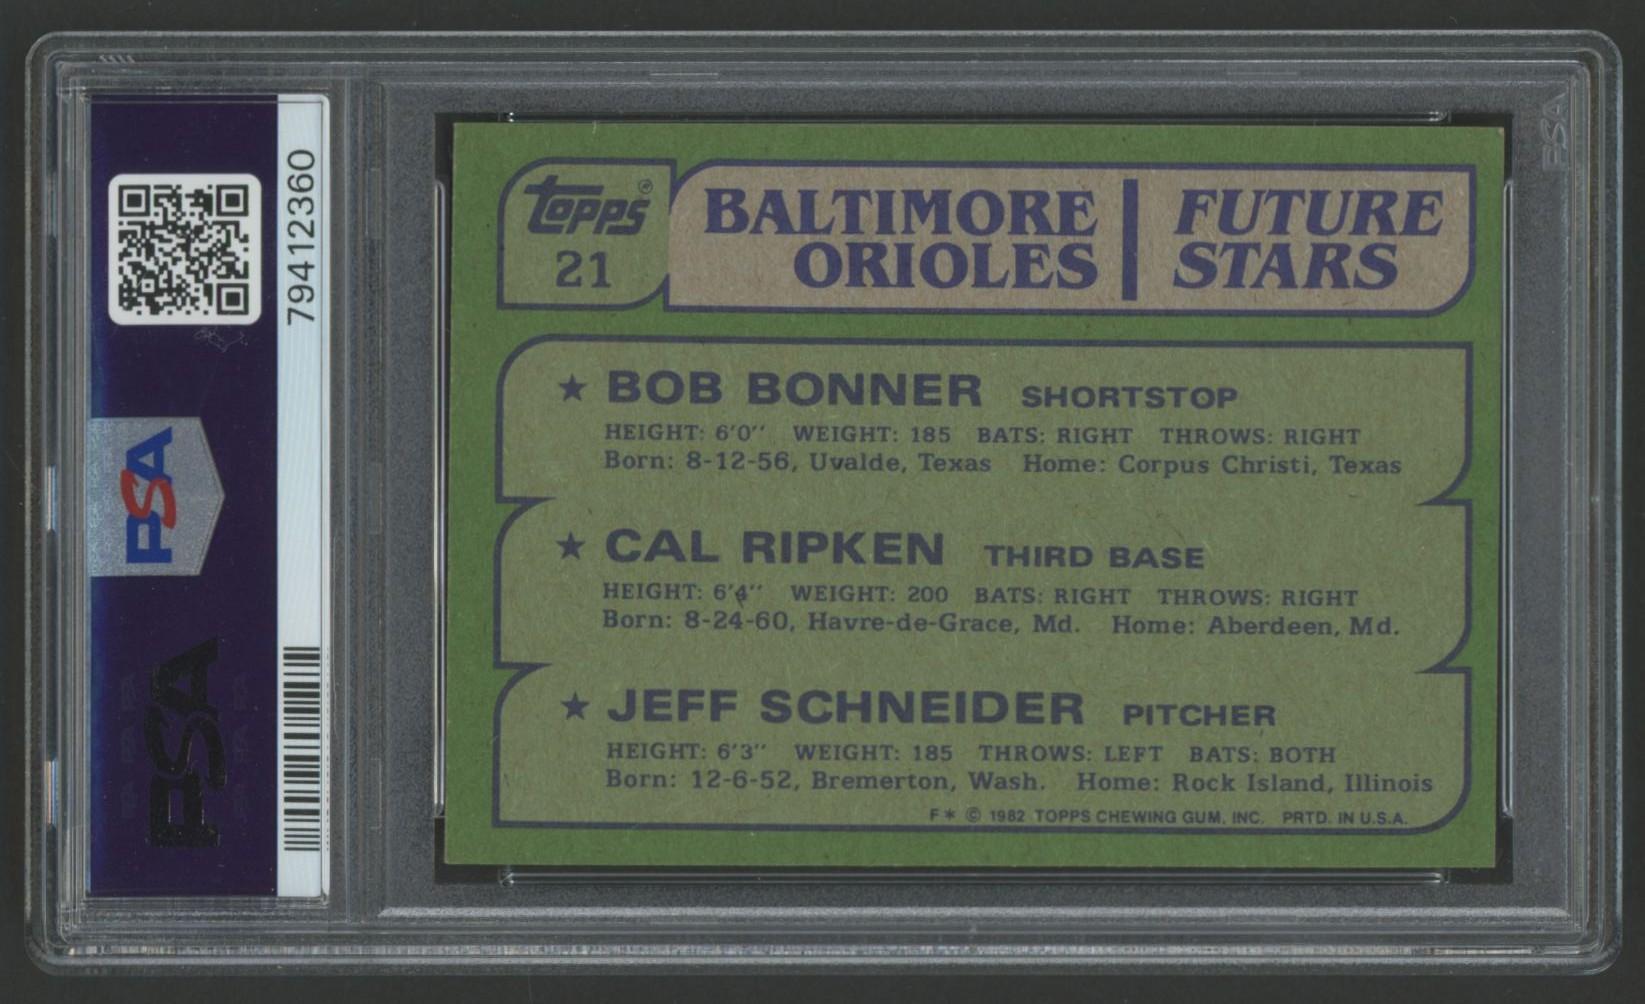 79412360
PSA
PSA
PSA
topps®
21
BALTIMORE
ORIOLES
FUTURE
STARS
★ BOB BONNER SHORTSTOP
HEIGHT: 6'0'' WEIGHT: 185 BATS: RIGHT THROWS: RIGHT
Born: 8-12-56, Uvalde, Texas Home: Corpus Christi, Texas
★ CAL RIPKEN THIRD BASE
HEIGHT: 6'4'' WEIGHT: 200 BATS: RIGHT THROWS: RIGHT
Born: 8-24-60, Havre-de-Grace, Md. Home: Aberdeen, Md.
★ JEFF SCHNEIDER PITCHER
HEIGHT: 6'3'' WEIGHT: 185 THROWS: LEFT BATS: BOTH
Born: 12-6-52, Bremerton, Wash. Home: Rock Island, Illinois
F* © 1982 TOPPS CHEWING GUM, INC. PRTD. IN U.S.A.